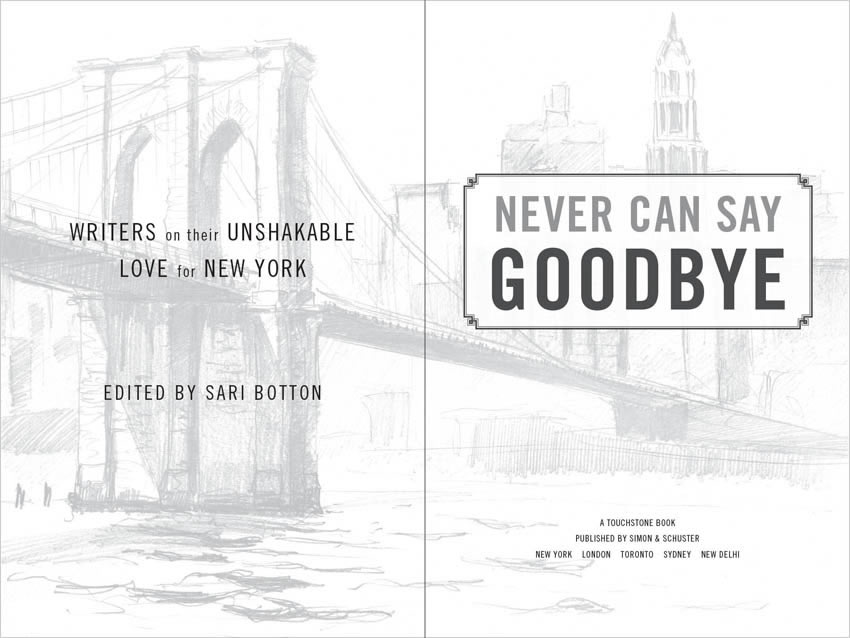 WRITERS on their UNSHAKABLE
LOVE for NEW YORK
EDITED BY SARI BOTTON
NEVER CAN SAY
GOODBYE
A TOUCHSTONE BOOK
PUBLISHED BY SIMON & SCHUSTER
NEW YORK LONDON TORONTO SYDNEY NEW DELHI